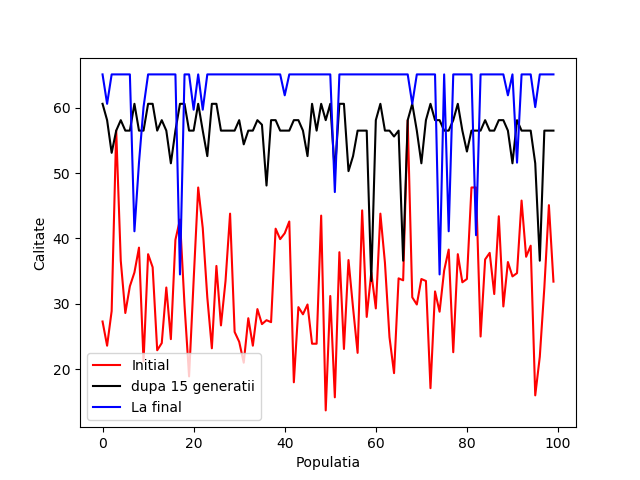 60
50
40
30
20
Calitate
Initial
dupa 15 generatii
La final
0 20 40 60 80 100
Populatia